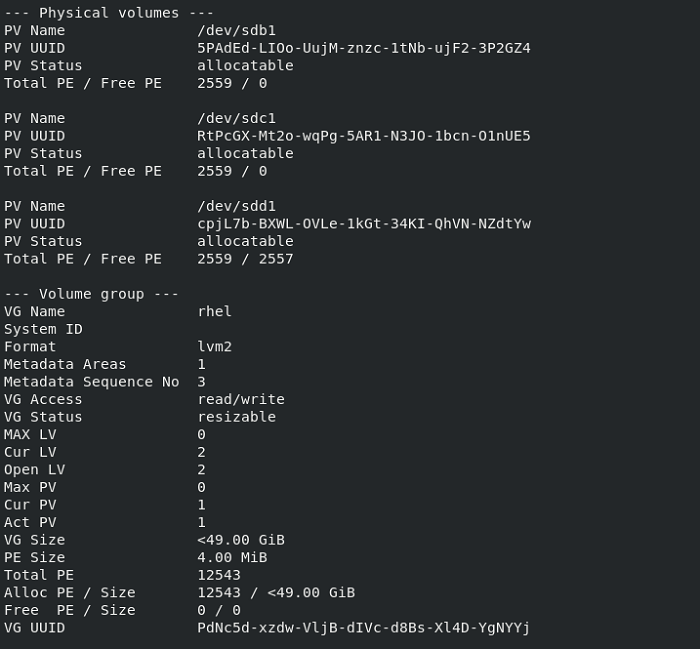 --- Physical volumes ---
PV Name               /dev/sdb1
PV UUID               5PAdEd-LIOo-UujM-znzc-1tNb-ujF2-3P2GZ4
PV Status             allocatable
Total PE / Free PE    2559 / 0

PV Name               /dev/sdc1
PV UUID               RtPcGX-Mt2o-wqPg-5AR1-N3JO-1bcn-O1nUE5
PV Status             allocatable
Total PE / Free PE    2559 / 0

PV Name               /dev/sdd1
PV UUID               cpjL7b-BXWL-OVLe-1kGt-34KI-QhVN-NZdtYw
PV Status             allocatable
Total PE / Free PE    2559 / 2557

--- Volume group ---
VG Name               rhel
System ID
Format                lvm2
Metadata Areas        1
Metadata Sequence No  3
VG Access             read/write
VG Status             resizable
MAX LV                0
Cur LV                2
Open LV               2
Max PV                0
Cur PV                1
Act PV                1
VG Size               <49.00 GiB
PE Size               4.00 MiB
Total PE              12543
Alloc PE / Size       12543 / <49.00 GiB
Free  PE / Size       0 / 0
VG UUID               PdNc5d-xzdw-VljB-dIVc-d8Bs-Xl4D-YgNYYj